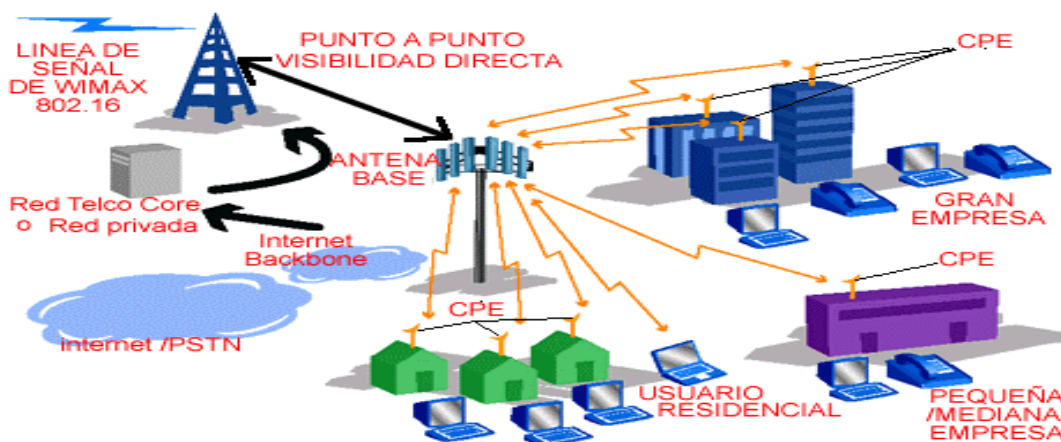 LINEA DE
SEÑAL
DE WIMAX
802.16
PUNTO A PUNTO
VISIBILIDAD DIRECTA
CPE
ANTENA
BASE
Red Telco Core
o Red privada
Internet
Backbone
internet /PSTN
GRAN
EMPRESA
CPE
CPE
USUARIO
RESIDENCIAL
PEQUEÑA
/MEDIANA
EMPRESA